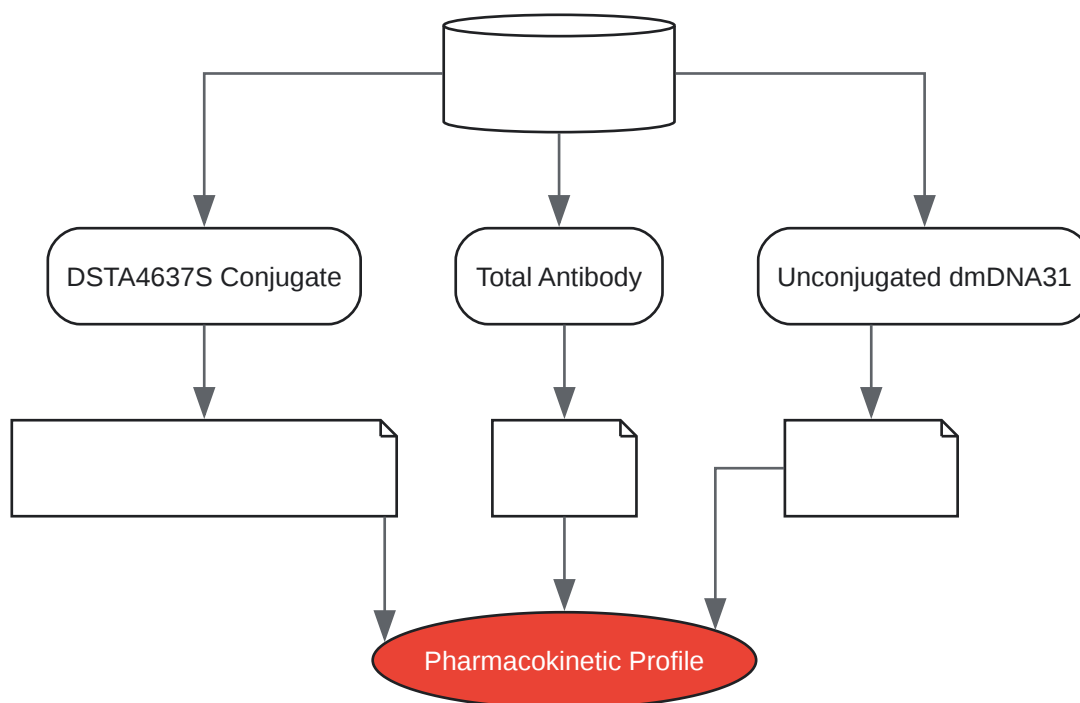 DSTA4637S Conjugate
Total Antibody
Unconjugated dmDNA31
Pharmacokinetic Profile